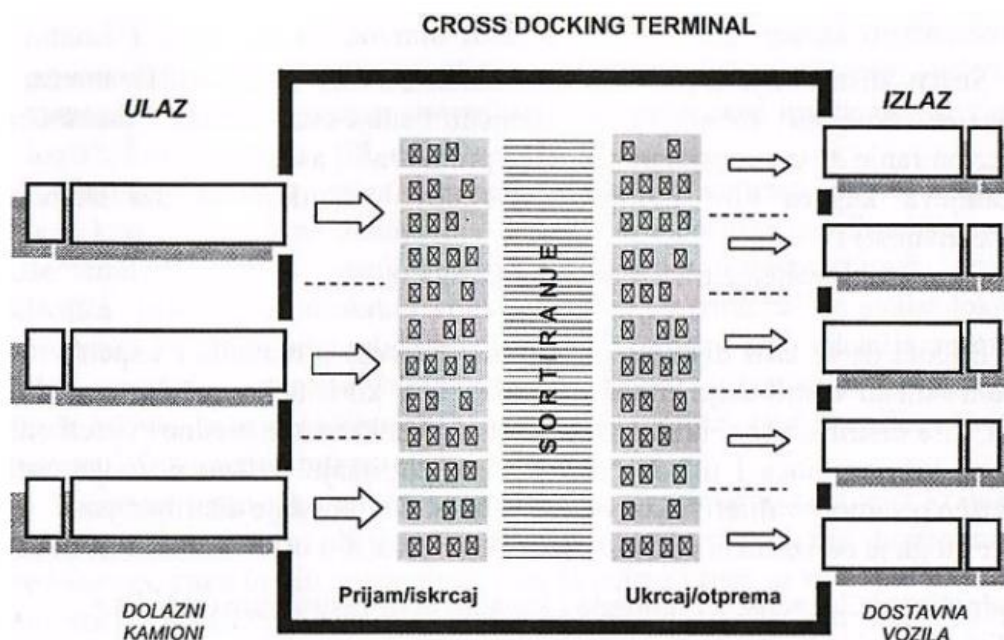 CROSS DOCKING TERMINAL
ULAZ
IZLAZ
SORTIRANJE
Prijam/iskrcaj
Ukrcaj/otprema
DOLAZNI
KAMIONI
DOSTAVNA
VOZILA